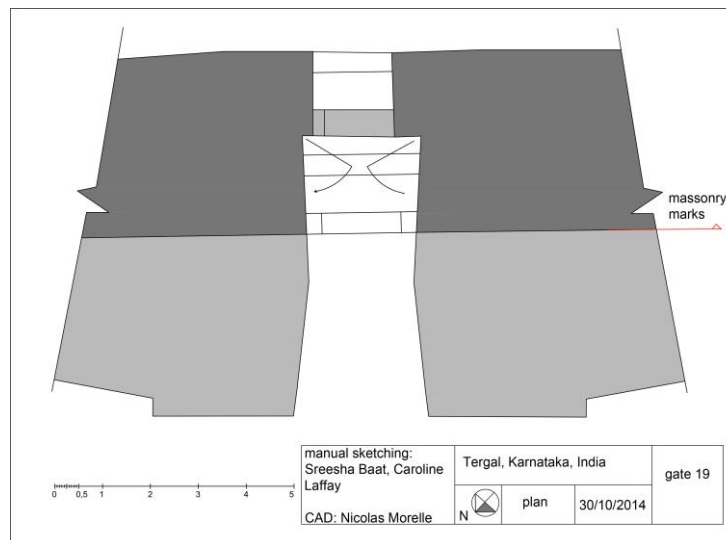 massonry
marks
0 0,5 1 2 3 4 5
manual sketching:
Sreesha Baat, Caroline
Laffay
CAD: Nicolas Morelle
Tergal, Karnataka, India
N
plan
30/10/2014
gate 19